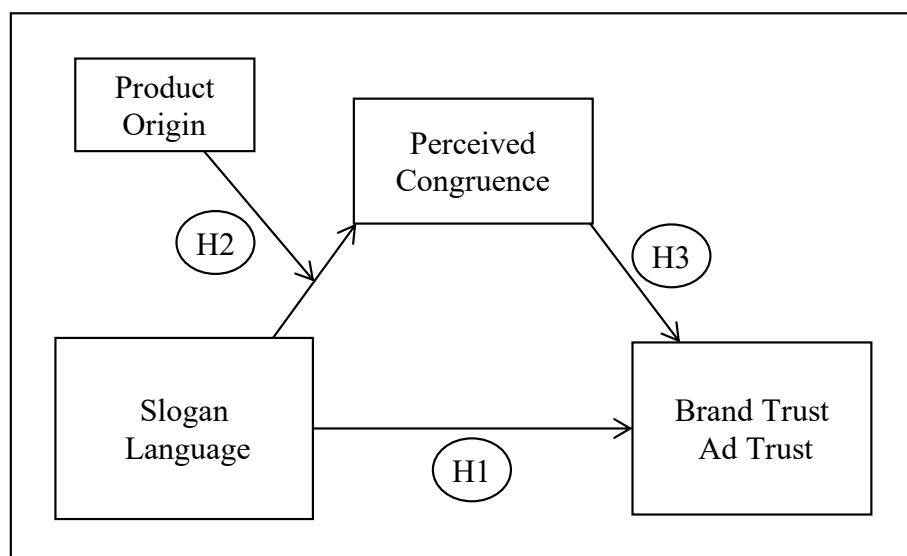 Product
Origin
Perceived
Congruence
H2
H3
Slogan
Language
Brand Trust
Ad Trust
H1